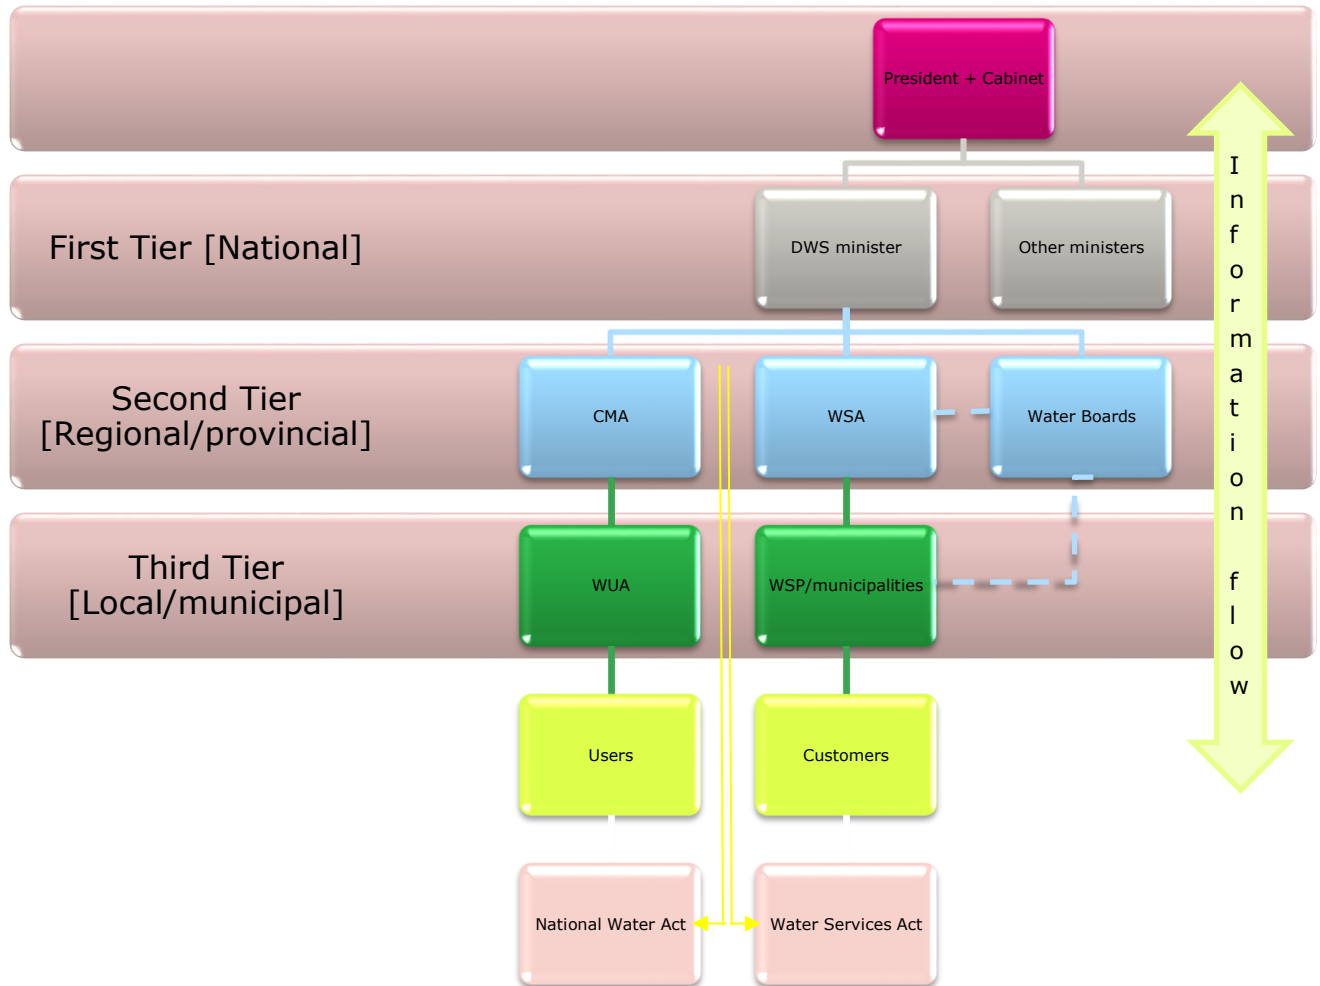 President + Cabinet
First Tier [National]
DWS minister
Other ministers
Second Tier
[Regional/provincial]
CMA
WSA
Water Boards
Third Tier
[Local/municipal]
WUA
WSP/municipalities
Users
Customers
National Water Act
Water Services Act
Information flow